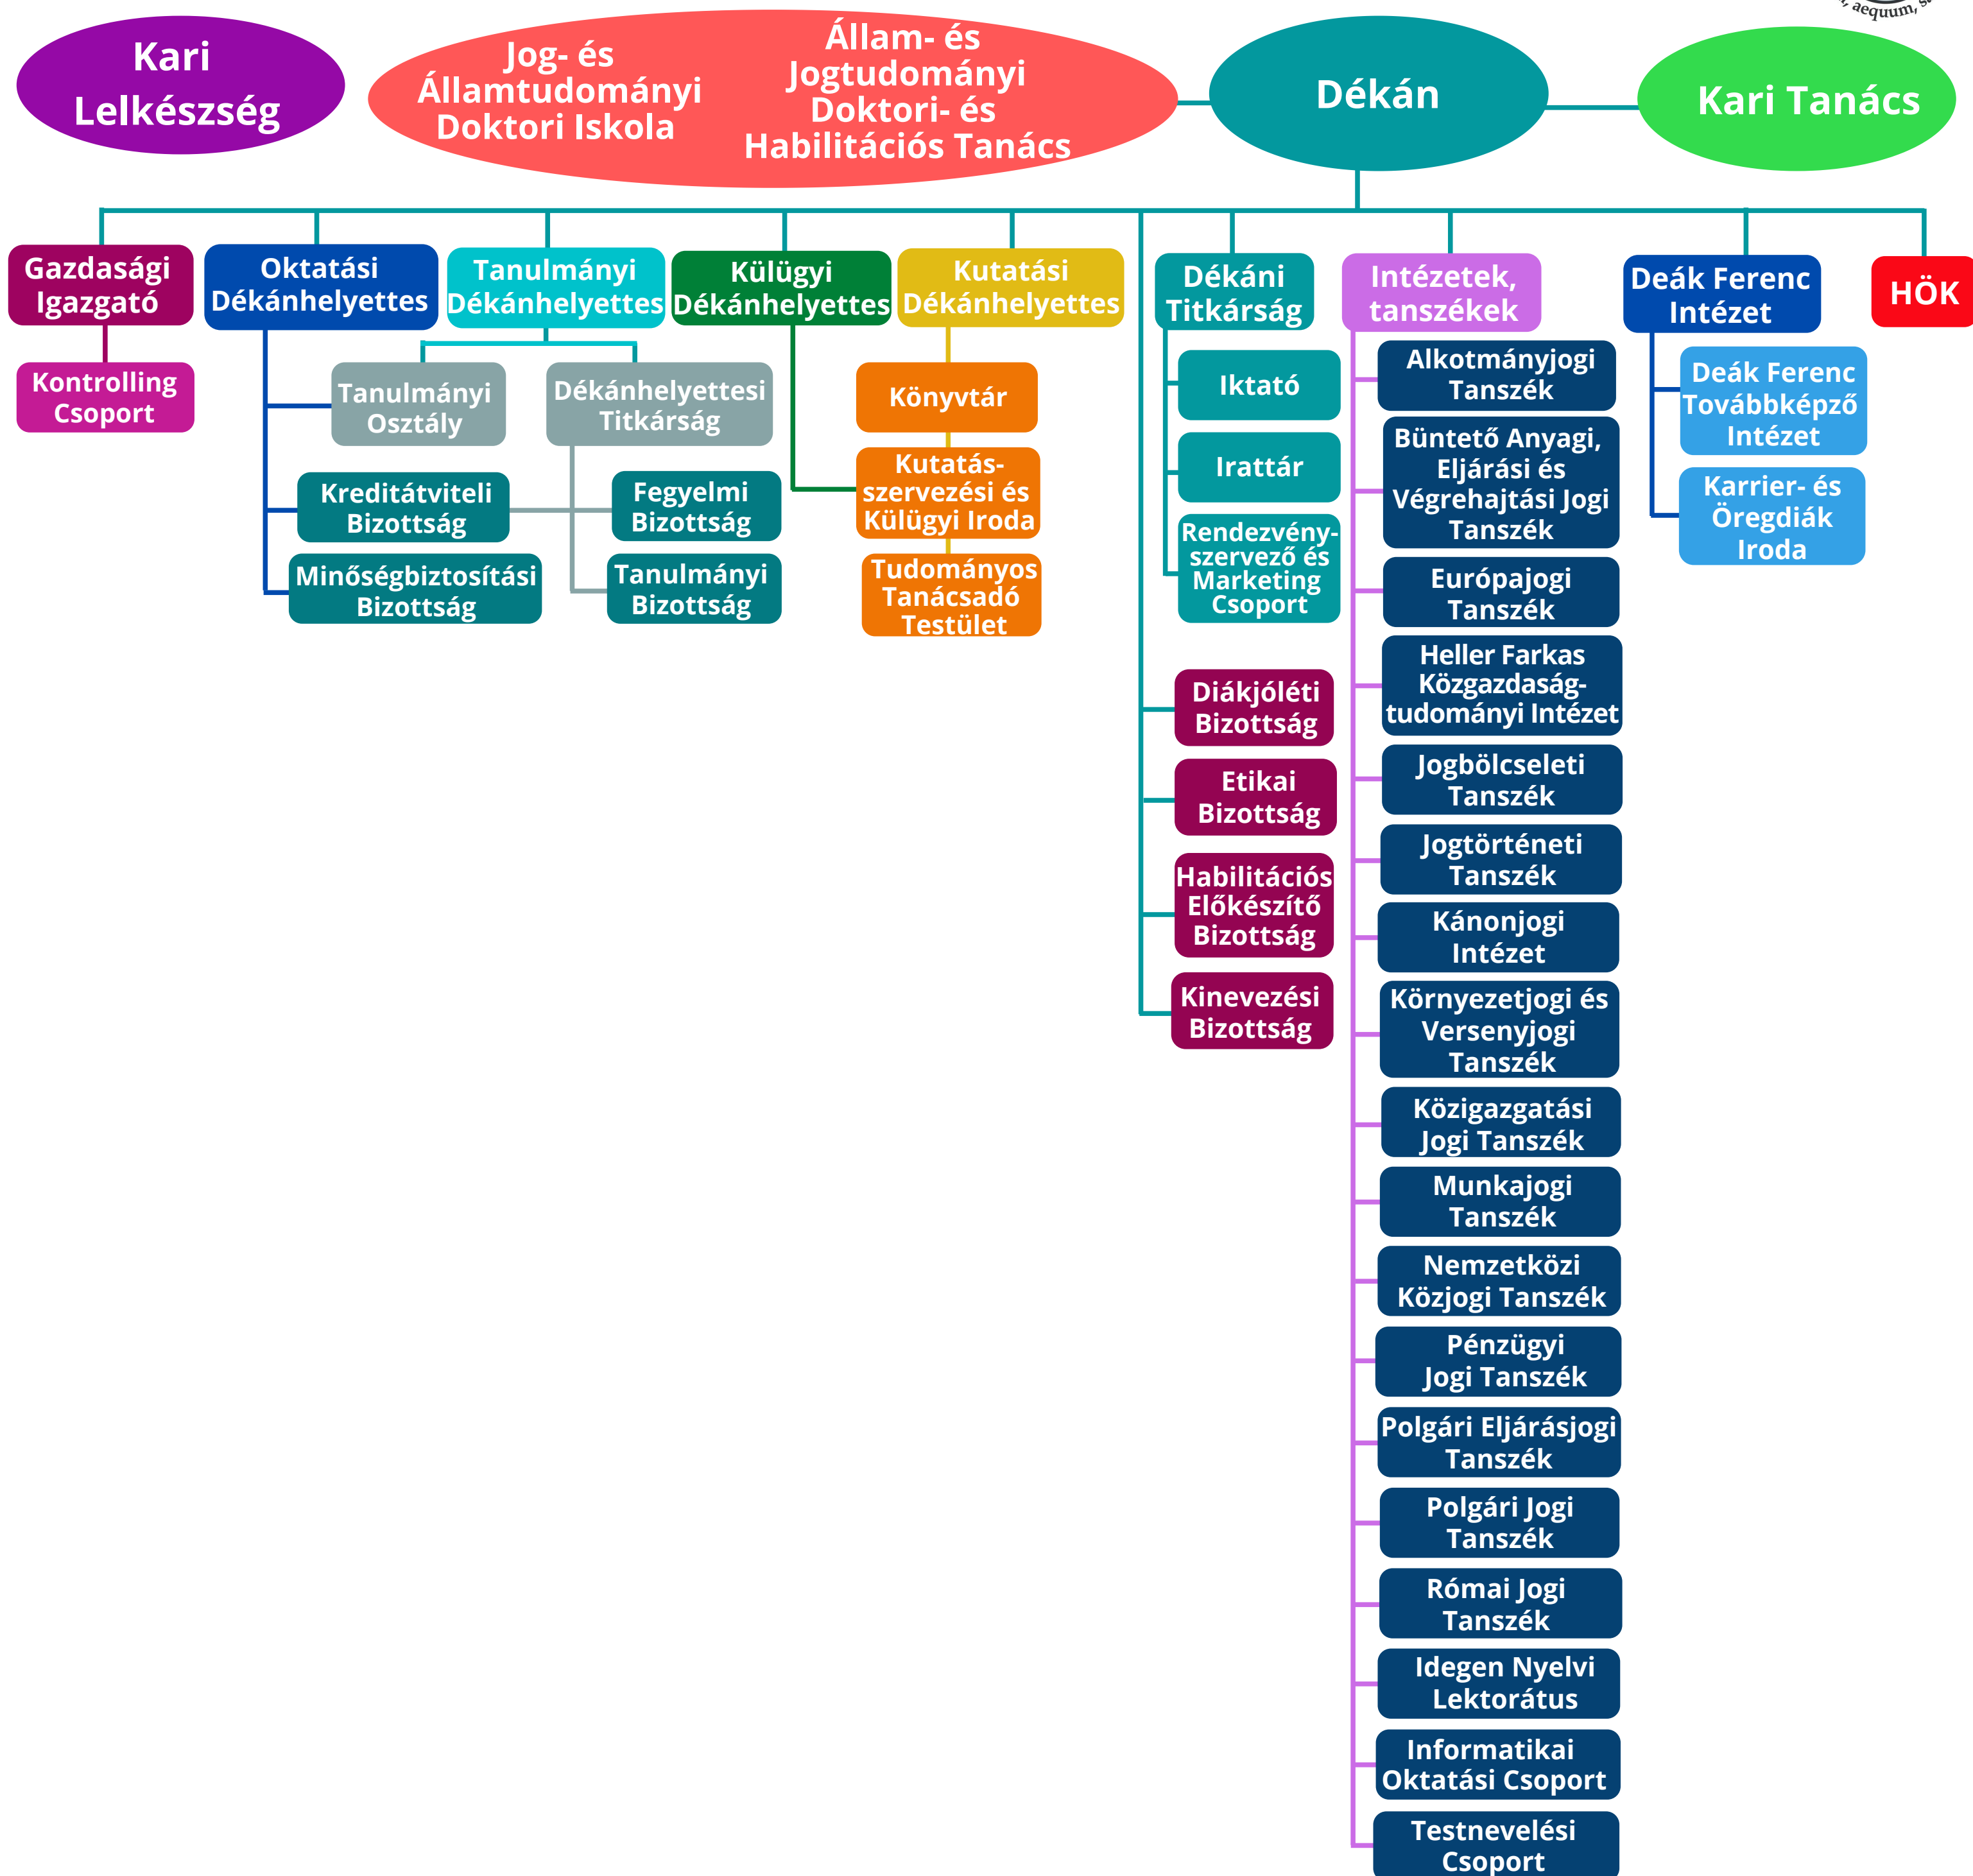 , aequum, s
Kari
Lelkészség
Jog- és
Államtudományi
Doktori Iskola
Állam- és
Jogtudományi
Doktori- és
Habilitációs Tanács
Dékán
Kari Tanács
Gazdasági
Igazgató
Kontrolling
Csoport
Oktatási
Dékánhelyettes
Tanulmányi
Dékánhelyettes
Külügyi
Dékánhelyettes
Kutatási
Dékánhelyettes
Dékáni
Titkárság
Intézetek,
tanszékek
Deák Ferenc
Intézet
HÖK
Tanulmányi
Osztály
Dékánhelyettesi
Titkárság
Kreditátviteli
Bizottság
Fegyelmi
Bizottság
Minőségbiztosítási
Bizottság
Tanulmányi
Bizottság
Könyvtár
Kutatás-
szervezési és
Külügyi Iroda
Tudományos
Tanácsadó
Testület
Iktató
Irattár
Rendezvény-
szervező és
Marketing
Csoport
Diákjóléti
Bizottság
Etikai
Bizottság
Habilitációs
Előkészítő
Bizottság
Kinevezési
Bizottság
Alkotmányjogi
Tanszék
Büntető Anyagi,
Eljárási és
Végrehajtási Jogi
Tanszék
Európajogi
Tanszék
Heller Farkas
Közgazdaság-
tudományi Intézet
Jogbölcseleti
Tanszék
Jogtörténeti
Tanszék
Kánonjogi
Intézet
Környezetjogi és
Versenyjogi
Tanszék
Közigazgatási
Jogi Tanszék
Munkajogi
Tanszék
Nemzetközi
Közjogi Tanszék
Pénzügyi
Jogi Tanszék
Polgári Eljárásjogi
Tanszék
Polgári Jogi
Tanszék
Római Jogi
Tanszék
Idegen Nyelvi
Lektorátus
Informatikai
Oktatási Csoport
Testnevelési
Csoport
Deák Ferenc
Továbbképző
Intézet
Karrier- és
Öregdiák
Iroda